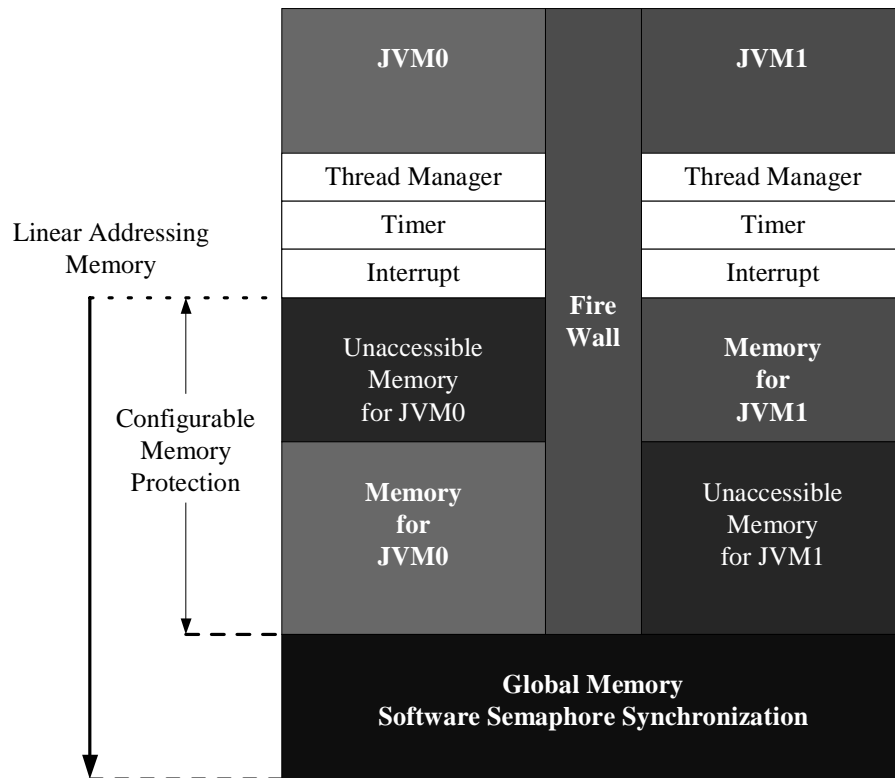 JVM0
JVM1
Thread Manager
Timer
Interrupt
Thread Manager
Timer
Interrupt
Linear Addressing
Memory
Fire
Wall
Unaccessible
Memory
for JVM0
Memory
for
JVM1
Configurable
Memory
Protection
Memory
for
JVM0
Unaccessible
Memory
for JVM1
Global Memory
Software Semaphore Synchronization